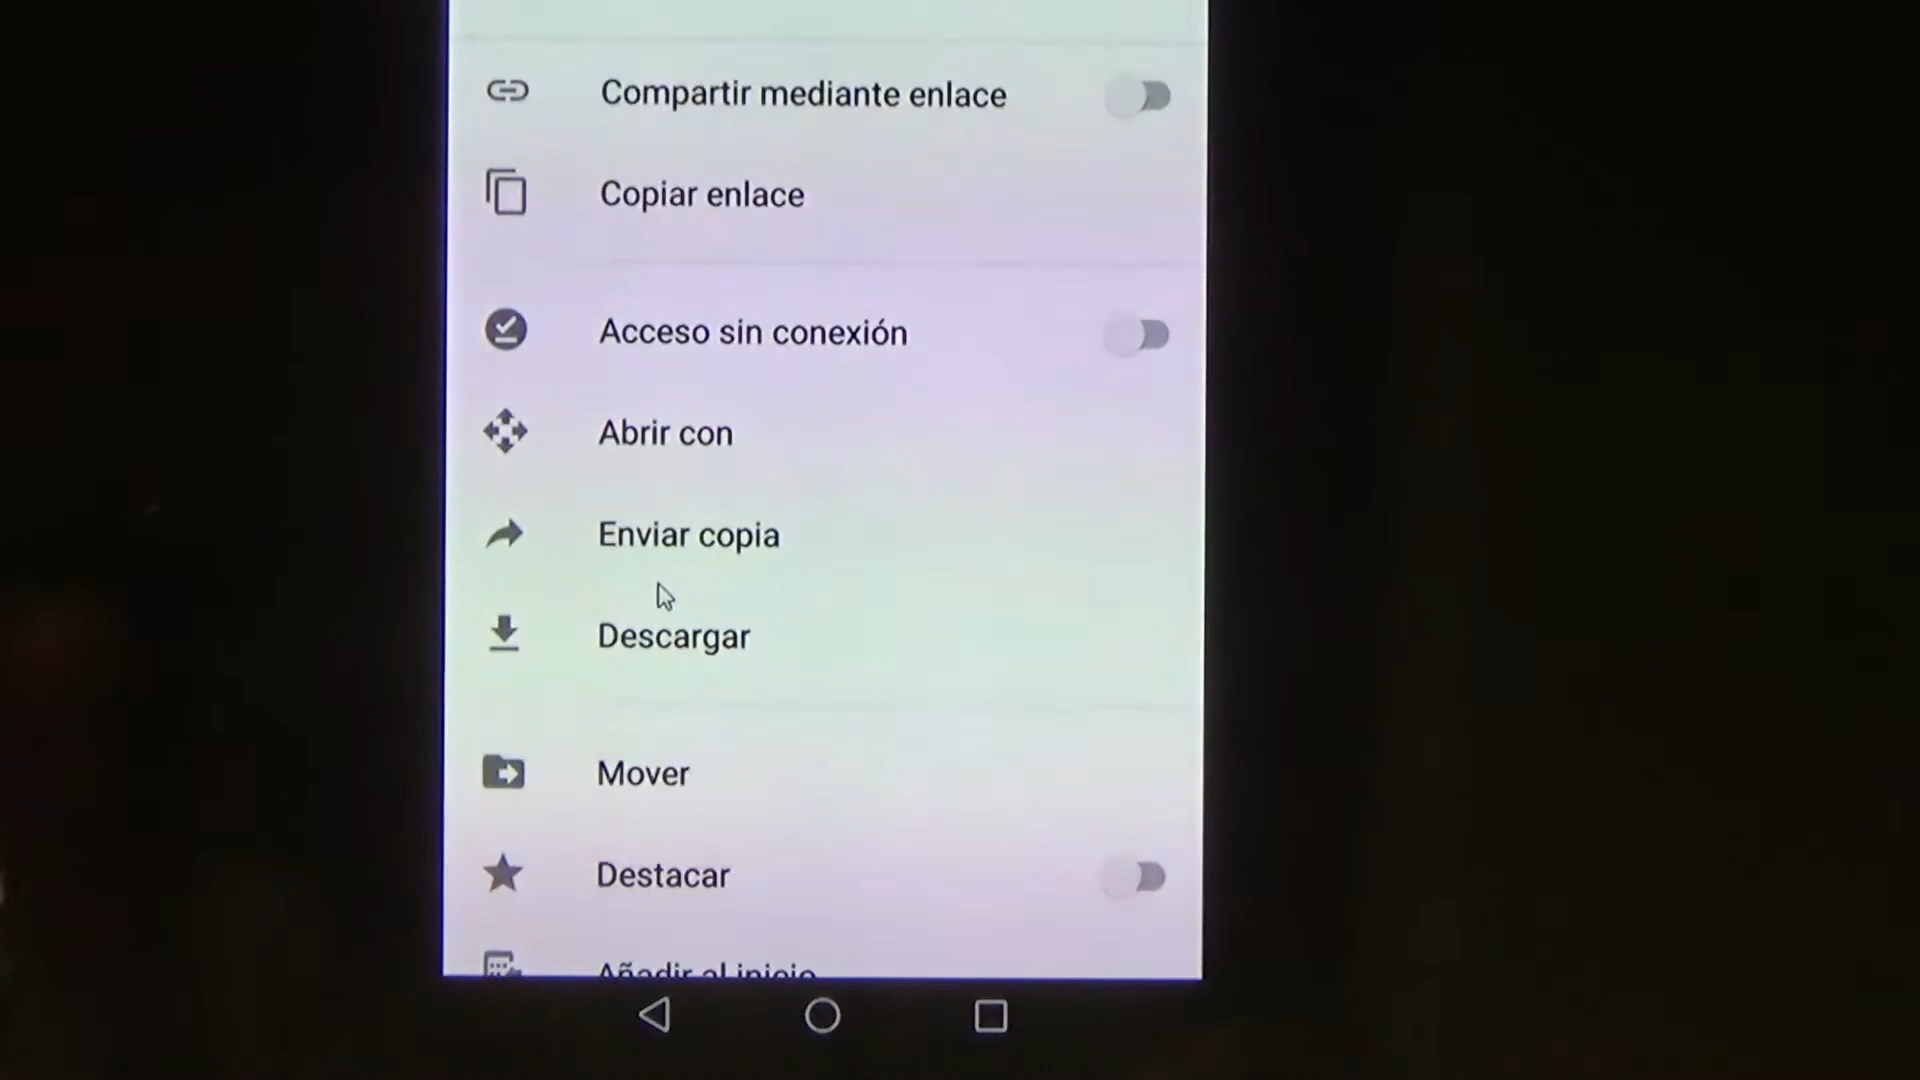 Compartir mediante enlace
Copiar enlace
Acceso sin conexión
Abrir con
Enviar copia
Descargar
Mover
Destacar
Añadir al inicio